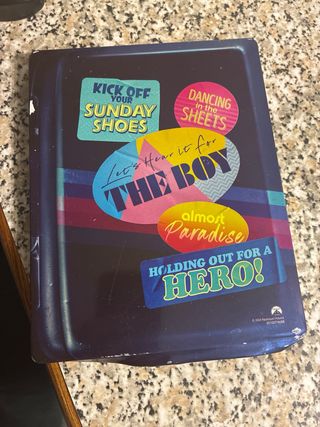 KICK OFF
YOUR
SUNDAY
SHOES
DANCING
in the
SHEETS
Let's Hear it for
THE BOY
almost
Paradise
HOLDING OUT FOR A
HERO!